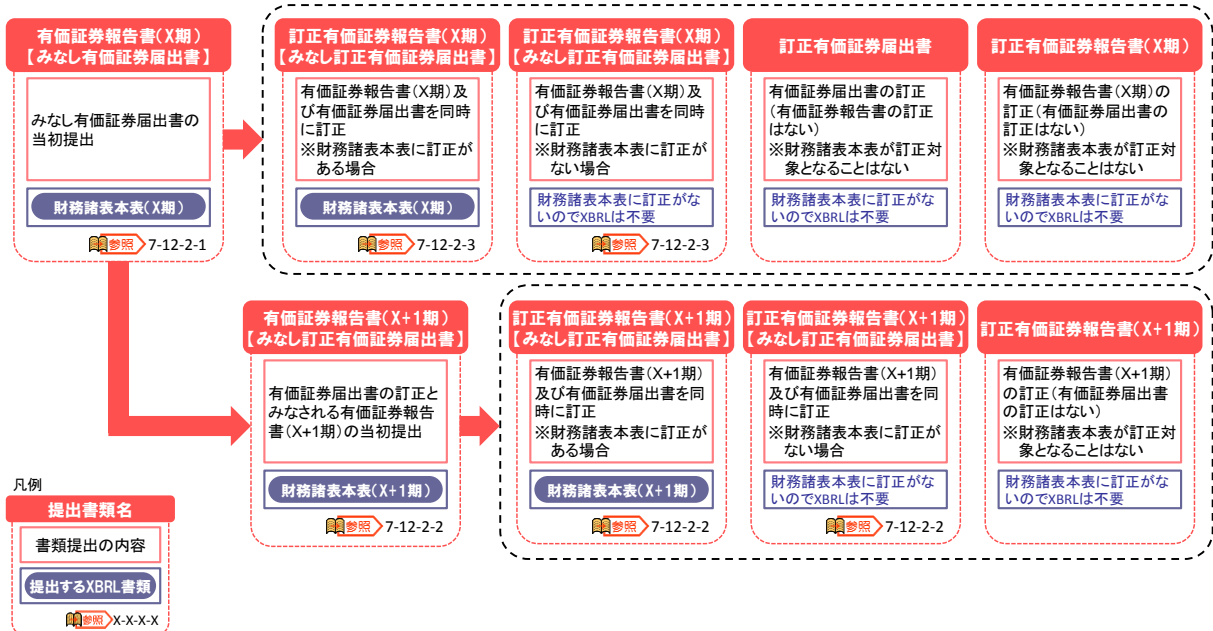 有価証券報告書(X期)
【みなし有価証券届出書】
みなし有価証券届出書の
当初提出
財務諸表本表(X期)
参照 7-12-2-1
訂正有価証券報告書(X期)
【みなし訂正有価証券届出書】
有価証券報告書(X期)及
び有価証券届出書を同時
に訂正
※財務諸表本表に訂正が
ある場合
財務諸表本表(X期)
参照 7-12-2-3
訂正有価証券報告書(X期)
【みなし訂正有価証券届出書】
有価証券報告書(X期)及
び有価証券届出書を同時
に訂正
※財務諸表本表に訂正が
ない場合
財務諸表本表に訂正がな
いのでXBRLは不要
参照 7-12-2-3
訂正有価証券届出書
有価証券届出書の訂正
(有価証券報告書の訂正
はない)
※財務諸表本表が訂正対
象となることはない
財務諸表本表に訂正がな
いのでXBRLは不要
訂正有価証券報告書(X期)
有価証券報告書(X期)の
訂正(有価証券届出書の
訂正はない)
※財務諸表本表が訂正対
象となることはない
財務諸表本表に訂正がな
いのでXBRLは不要
有価証券報告書(X+1期)
【みなし訂正有価証券届出書】
有価証券届出書の訂正と
みなされる有価証券報告
書(X+1期)の当初提出
財務諸表本表(X+1期)
参照 7-12-2-2
訂正有価証券報告書(X+1期)
【みなし訂正有価証券届出書】
有価証券報告書(X+1期)
及び有価証券届出書を同
時に訂正
※財務諸表本表に訂正が
ある場合
財務諸表本表(X+1期)
参照 7-12-2-2
訂正有価証券報告書(X+1期)
【みなし訂正有価証券届出書】
有価証券報告書(X+1期)
及び有価証券届出書を同
時に訂正
※財務諸表本表に訂正が
ない場合
財務諸表本表に訂正がな
いのでXBRLは不要
参照 7-12-2-2
訂正有価証券報告書(X+1期)
有価証券報告書(X+1期)
の訂正(有価証券届出書
の訂正はない)
※財務諸表本表が訂正対
象となることはない
財務諸表本表に訂正がな
いのでXBRLは不要
凡例
提出書類名
書類提出の内容
提出するXBRL書類
参照 X-X-X-X